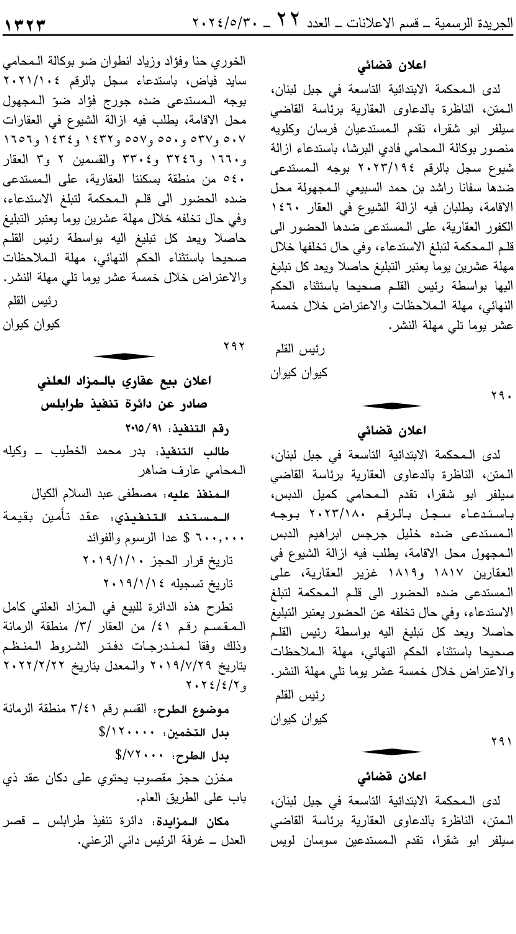 الجريدة الرسمية ــ قسم الاعلانات ــ العدد ٢٢ ــ ٢٠٢٤/٥/٣٠
١٣٢٣
اعلان قضائي
لدى المحكمة الابتدائية التاسعة في جبل لبنان،
المتن، الناظرة بالدعاوى العقارية برئاسة القاضي
سيلفر ابو شقرا، تقدم المستدعيان فرسان وكلوبه
منصور بوكالة المحامي فادي البرشا، باستدعاء ازالة
شيوع سجل بالرقم ٢٠٢٣/١٩٤ بوجه المستدعى
ضدها سفانا راشد بن حمد السبيعي المجهولة محل
الاقامة، يطلبان فيه ازالة الشيوع في العقار ١٤٦٠
الكفور العقارية، على المستدعى ضدها الحضور الى
قلم المحكمة لتبلغ الاستدعاء، وفي حال تخلفها خلال
مهلة عشرين يوما يعتبر التبليغ حاصلا ويعد كل تبليغ
اليها بواسطة رئيس القلم صحيحا باستثناء الحكم
النهائي، مهلة الملاحظات والاعتراض خلال خمسة
عشر يوما تلي مهلة النشر.
رئيس القلم
كيوان كيوان
٢٩٠
اعلان قضائي
لدى المحكمة الابتدائية التاسعة في جبل لبنان،
المتن، الناظرة بالدعاوى العقارية برئاسة القاضي
سيلفر ابو شقرا، تقدم المحامي كميل الدبس،
باستدعاء سجل بالرقم ٢٠٢٣/١٨٠ بوجه
المستدعى ضده خليل جرجس ابراهيم الدبس
المجهول محل الاقامة، يطلب فيه ازالة الشيوع في
العقارين ١٨١٧ و١٨١٩ غزير العقارية، على
المستدعى ضده الحضور الى قلم المحكمة لتبلغ
الاستدعاء، وفي حال تخلفه عن الحضور يعتبر التبليغ
حاصلا ويعد كل تبليغ اليه بواسطة رئيس القلم
صحيحا باستثناء الحكم النهائي، مهلة الملاحظات
والاعتراض خلال خمسة عشر يوما تلي مهلة النشر.
رئيس القلم
كيوان كيوان
٢٩١
اعلان قضائي
لدى المحكمة الابتدائية التاسعة في جبل لبنان،
المتن، الناظرة بالدعاوى العقارية برئاسة القاضي
سيلفر ابو شقرا، تقدم المستدعين سوسان لويس
الخوري حنا وفؤاد وزياد انطوان ضو بوكالة المحامي
سايد فياض، باستدعاء سجل بالرقم ٢٠٢١/١٠٤
بوجه المستدعى ضده جورج فؤاد ضوّ المجهول
محل الاقامة، يطلب فيه ازالة الشيوع في العقارات
٥٠٧ و٥٣٧ و٥٥٠ و٥٥٧ و١٤٣٢ و١٤٣٤ و١٦٥٦
و١٦٦٠ و٣٢٤٦ و٣٣٠٤ والقسمين ٢ و٣ العقار
٥٤٠ من منطقة بسكنتا العقارية، على المستدعى
ضده الحضور الى قلم المحكمة لتبلغ الاستدعاء،
وفي حال تخلفه خلال مهلة عشرين يوما يعتبر التبليغ
حاصلا ويعد كل تبليغ اليه بواسطة رئيس القلم
صحيحا باستثناء الحكم النهائي، مهلة الملاحظات
والاعتراض خلال خمسة عشر يوما تلي مهلة النشر.
رئيس القلم
كيوان كيوان
٢٩٢
اعلان بيع عقاري بالمزاد العلني
صادر عن دائرة تنفيذ طرابلس
رقم التنفيذ: ٢٠١٥/٩١
طالب التنفيذ: بدر محمد الخطيب ــ وكيله
المحامي عارف ضاهر
المنفذ عليه: مصطفى عبد السلام الكيال
المستند التنفيذي: عقد تأمين بقيمة
٦٠٠,٠٠٠ $ عدا الرسوم والفوائد
تاريخ قرار الحجز ٢٠١٩/١/١٠
تاريخ تسجيله ٢٠١٩/١/١٤
تطرح هذه الدائرة للبيع في المزاد العلني كامل
المقسم رقم ٤١/ من العقار /٣/ منطقة الرمانة
وذلك وفقا لمندرجات دفتر الشروط المنظم
بتاريخ ٢٠١٩/٧/٢٩ والمعدل بتاريخ ٢٠٢٢/٢/٢٢
و٢٠٢٤/٤/٢
موضوع الطرح: القسم رقم ٣/٤١ منطقة الرمانة
بدل التخمين: ١٢٠٠٠٠/$
بدل الطرح: ٧٢٠٠٠/$
مخزن حجز مقصوب يحتوي على دكان عقد ذي
باب على الطريق العام.
مكان المزايدة: دائرة تنفيذ طرابلس ــ قصر
العدل ــ غرفة الرئيس داني الزعني.